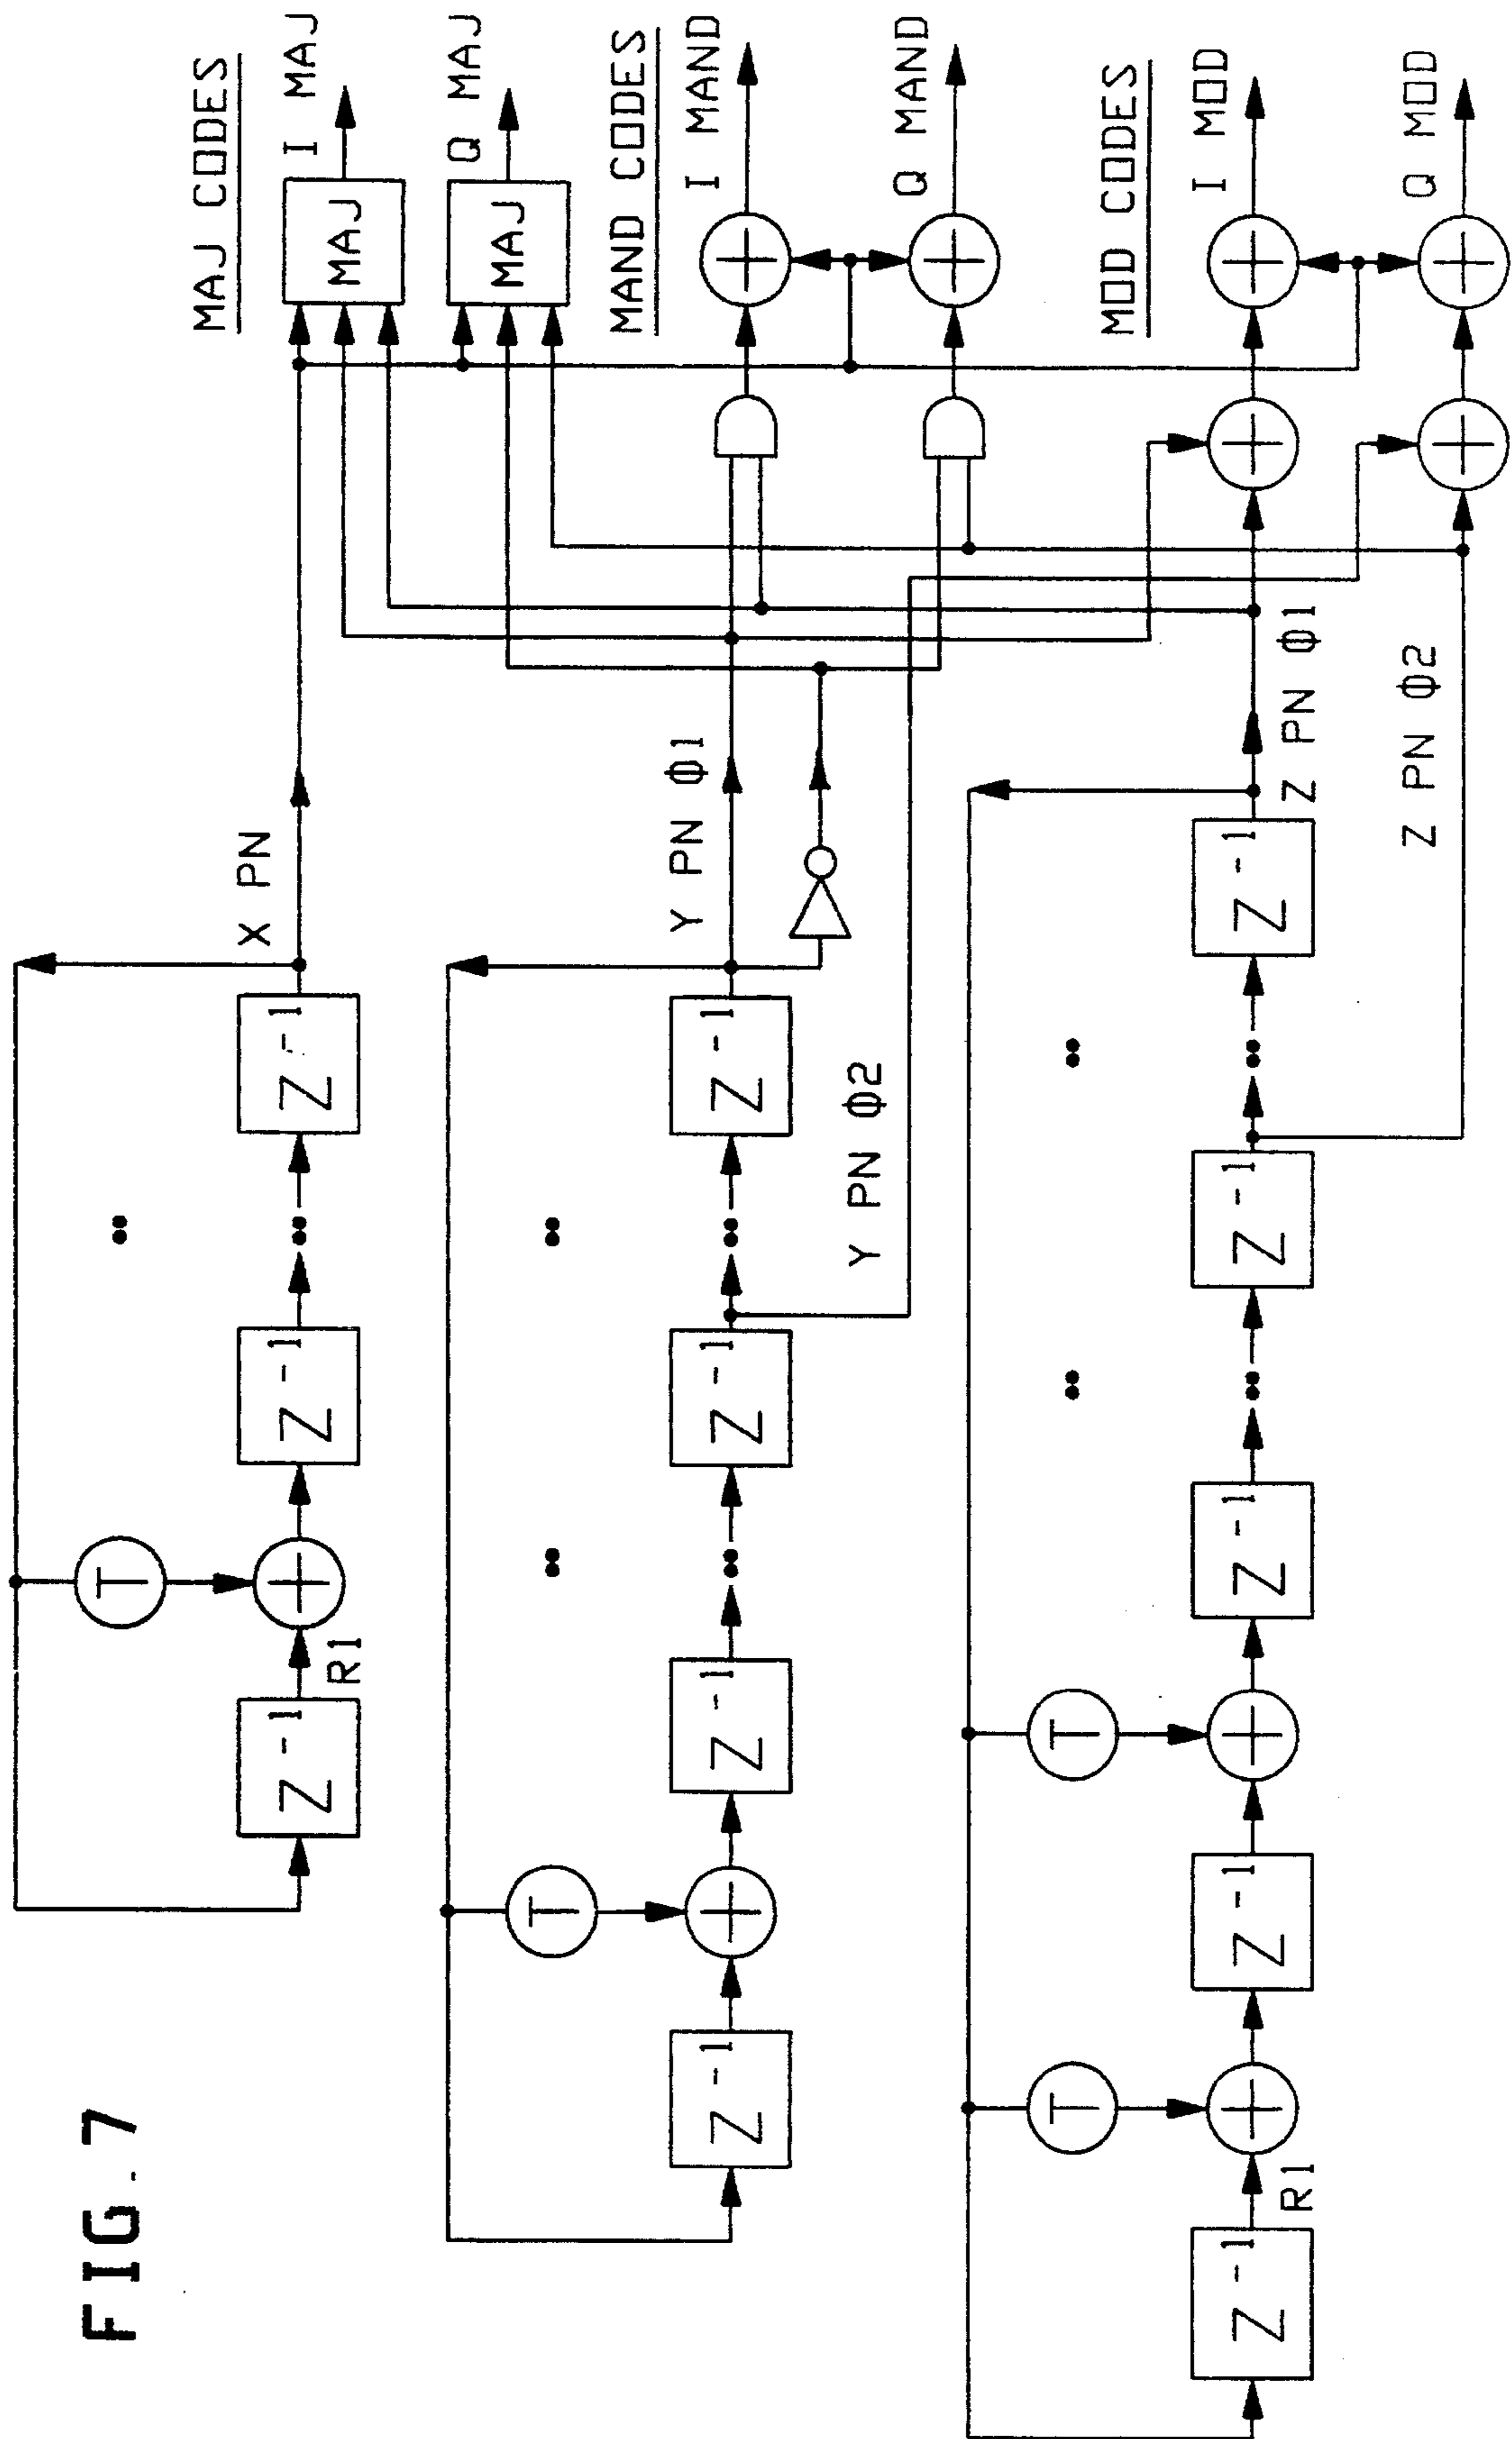 FIG. 7
MAJ CODES
I MAJ
MAJ
Q MAJ
MAJ
MAND CODES
I MAND
Q MAND
MOD CODES
I MOD
Q MOD
X PN
T
Z⁻¹
R1
Z⁻¹
Z⁻¹
Y PN Φ1
T
Z⁻¹
Z⁻¹
Z⁻¹
Z⁻¹
Y PN Φ2
T
T
Z⁻¹
R1
Z⁻¹
Z⁻¹
Z⁻¹
Z⁻¹
Z PN Φ1
Z PN Φ2